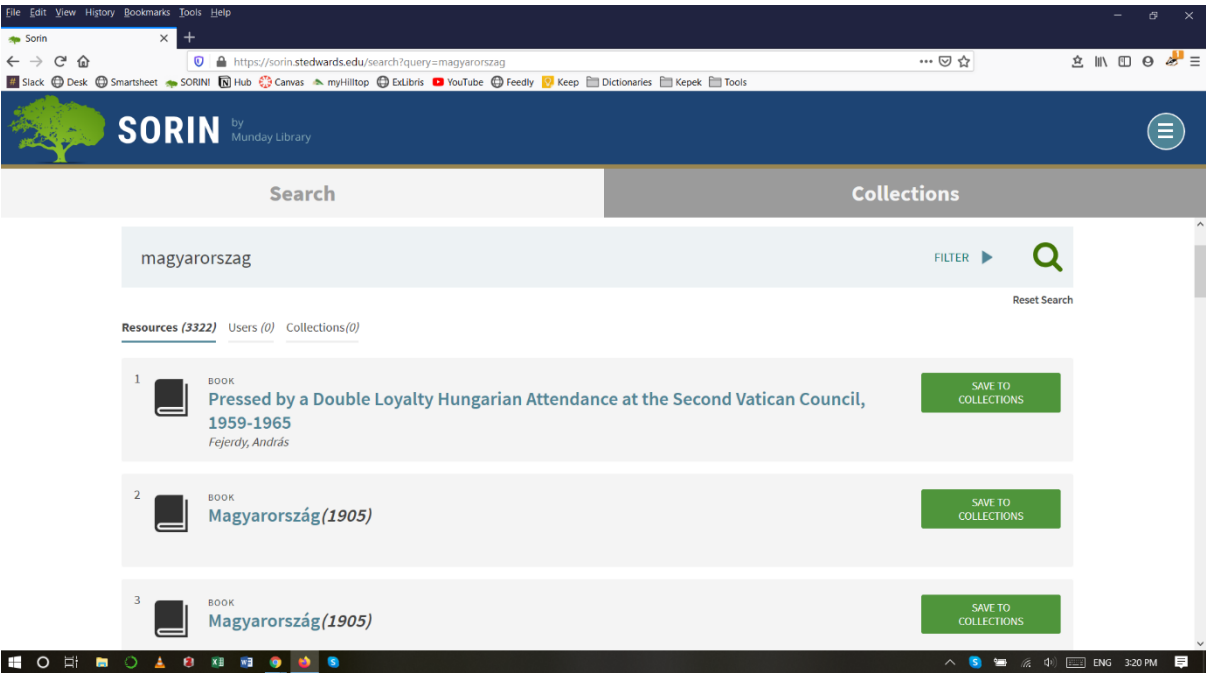 File Edit View History Bookmarks Tools Help
Sorin
https://sorin.stedwards.edu/search?query=magyarorszag
Slack Desk Smartsheet SORIN! Hub Canvas myHilltop ExLibris YouTube Feedly Keep Dictionaries Kepek Tools
SORIN by Munday Library
Search Collections
magyarorszag FILTER
Reset Search
Resources (3322) Users (0) Collections(0)
1 BOOK
Pressed by a Double Loyalty Hungarian Attendance at the Second Vatican Council,
1959-1965
Fejerdy, András
SAVE TO
COLLECTIONS
2 BOOK
Magyarország(1905)
SAVE TO
COLLECTIONS
3 BOOK
Magyarország(1905)
SAVE TO
COLLECTIONS
ENG 3:20 PM